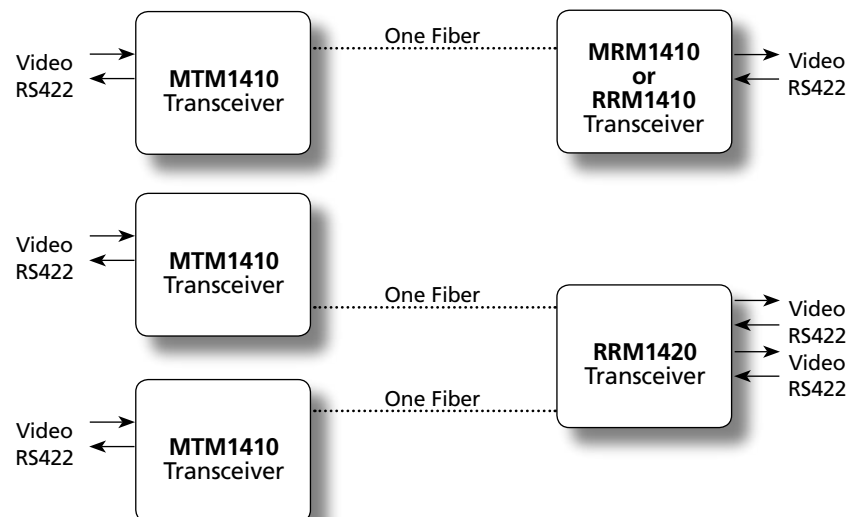 Video
RS422
MTM1410
Transceiver
One Fiber
MRM1410
or
RRM1410
Transceiver
Video
RS422
Video
RS422
MTM1410
Transceiver
One Fiber
RRM1420
Transceiver
Video
RS422
Video
RS422
Video
RS422
MTM1410
Transceiver
One Fiber